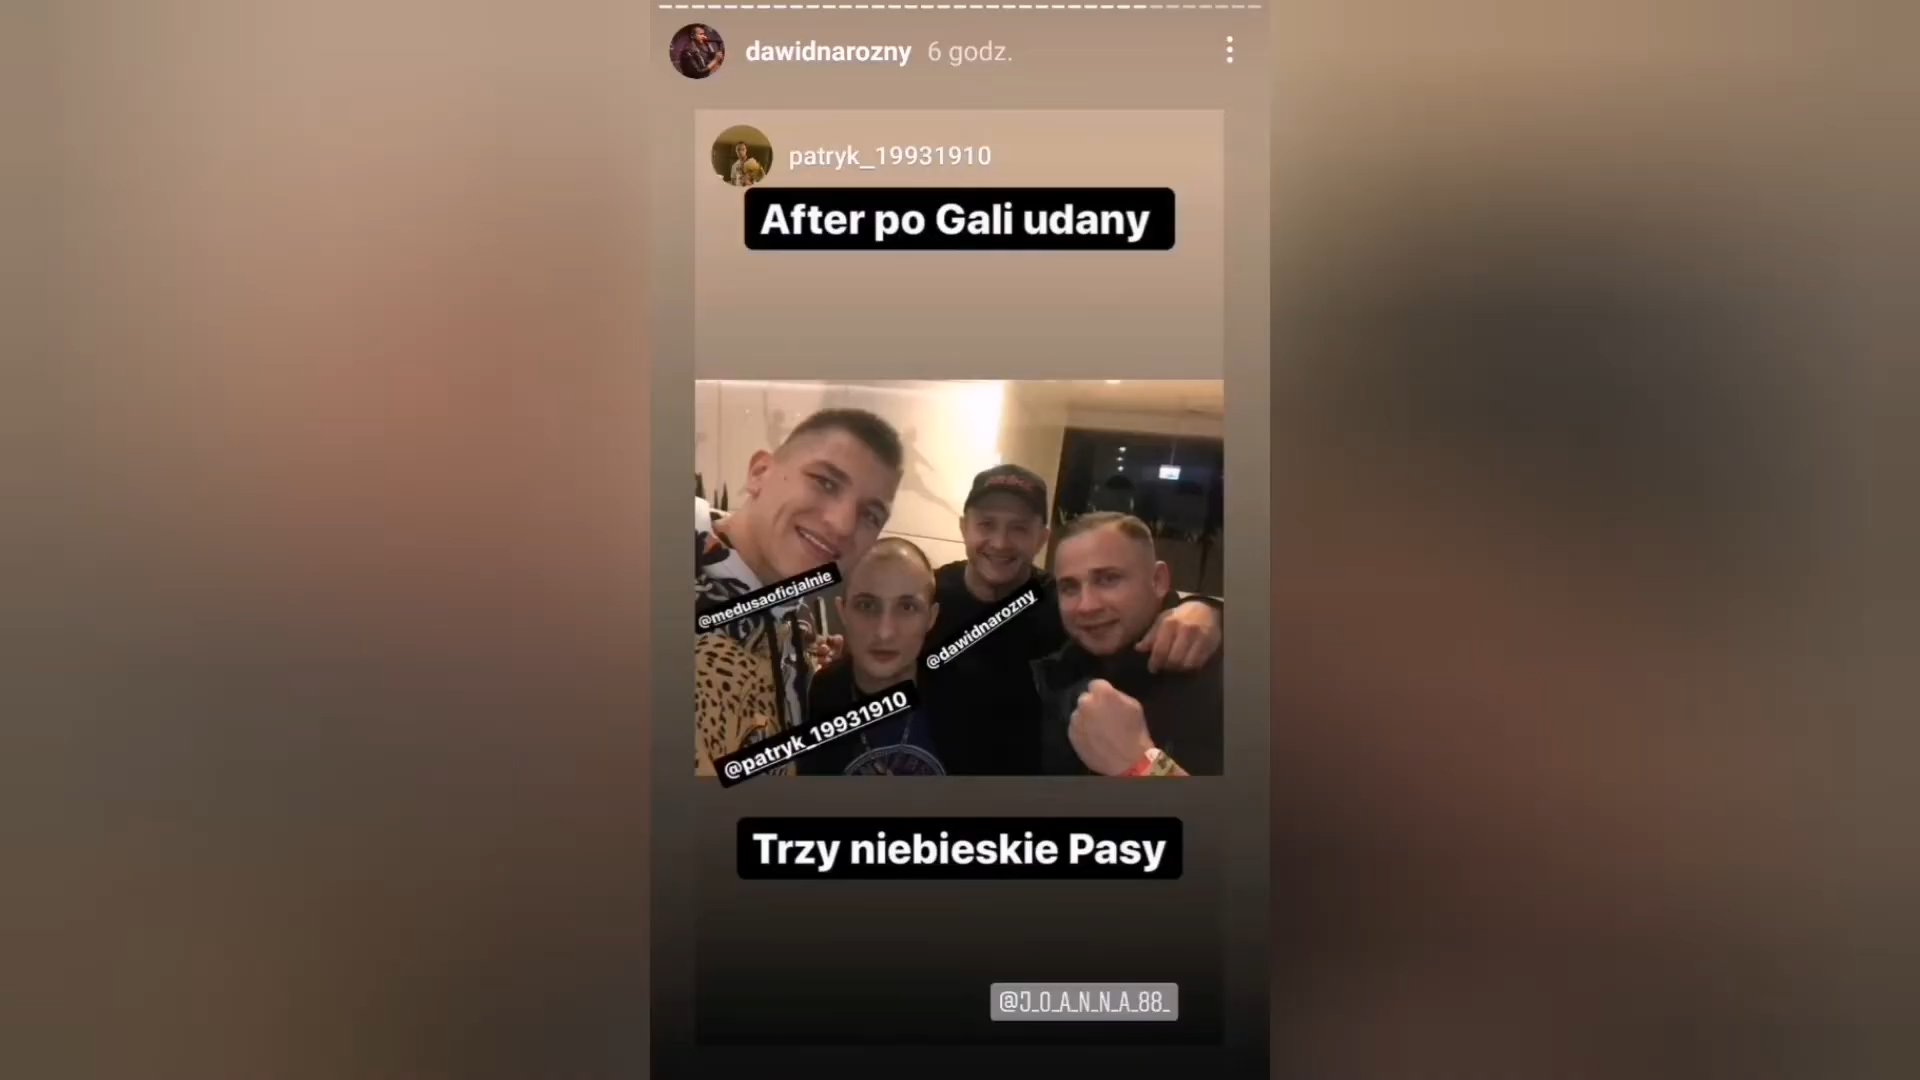 dawidnarozny 6 godz.
patryk_19931910
After po Gali udany
@medusaoficjalnie
@dawidnarozny
@patryk_19931910
Trzy niebieskie Pasy
@J_O_A_N_N_A_88_